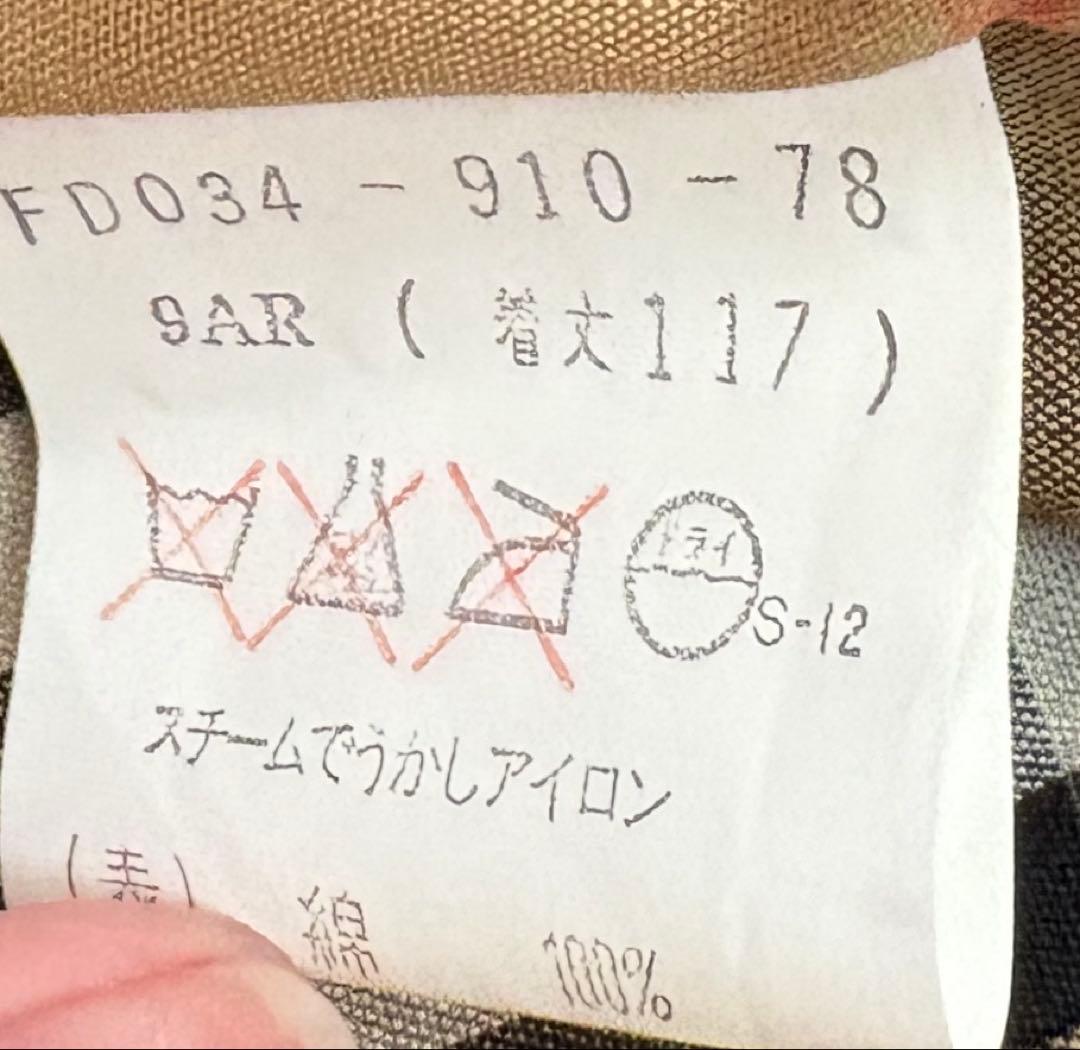 FD034-910-78
9AR(着丈117)
ドライ
S-12
スチームでうかしアイロン
(表) 綿 100%